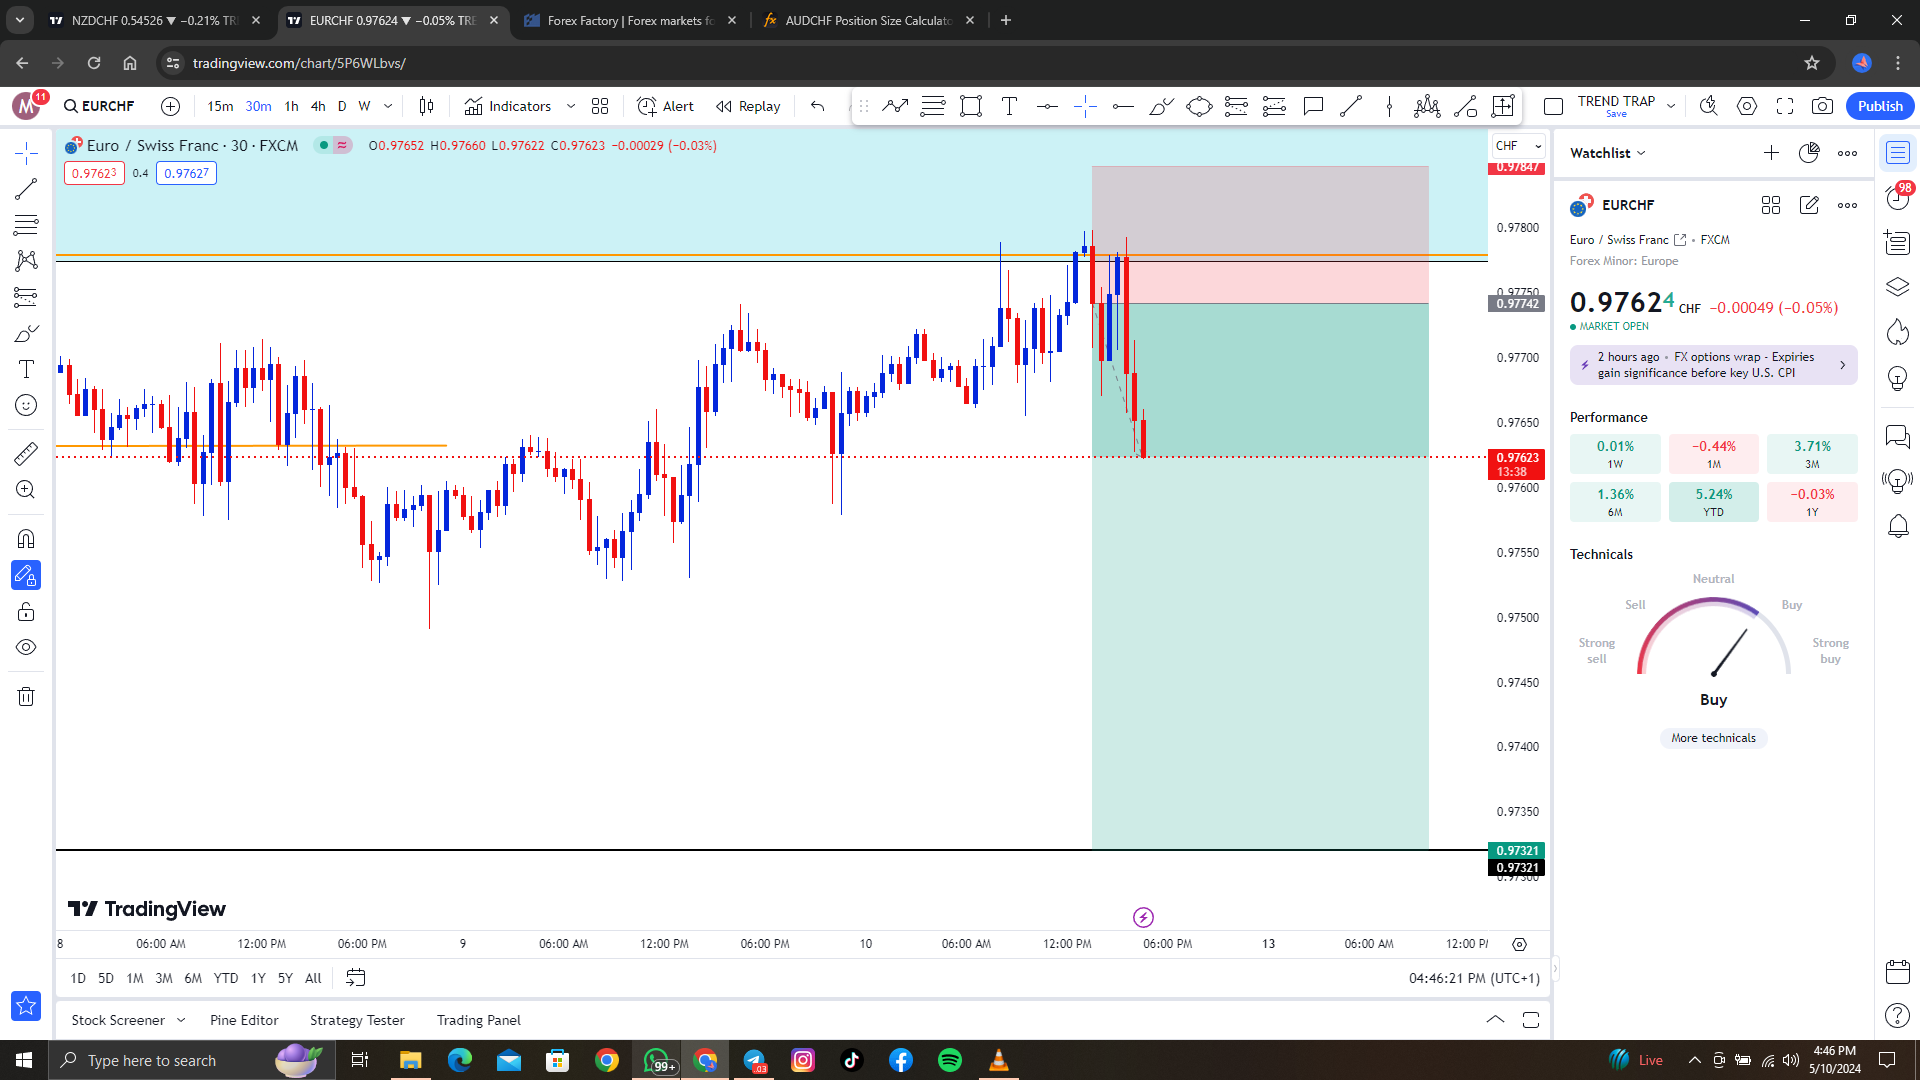 NZDCHF 0.54526 ▼ −0.21% TRE
EURCHF 0.97624 ▼ −0.05% TRE
Forex Factory | Forex markets fo
AUDCHF Position Size Calculato
tradingview.com/chart/5P6WLbvs/
M
11
EURCHF
15m 30m 1h 4h D W
Indicators
Alert
Replay
TREND TRAP
Save
Publish
Euro / Swiss Franc · 30 · FXCM
O0.97652 H0.97660 L0.97622 C0.97623 −0.00029 (−0.03%)
0.97623 0.4 0.97627
CHF
0.97847
0.97800
0.97750
0.97742
0.97700
0.97650
0.97623
13:38
0.97600
0.97550
0.97500
0.97450
0.97400
0.97350
0.97321
0.97321
0.97300
TradingView
8 06:00 AM 12:00 PM 06:00 PM 9 06:00 AM 12:00 PM 06:00 PM 10 06:00 AM 12:00 PM 06:00 PM 13 06:00 AM 12:00 PM
1D 5D 1M 3M 6M YTD 1Y 5Y All
04:46:21 PM (UTC+1)
Stock Screener
Pine Editor
Strategy Tester
Trading Panel
Watchlist
98
EURCHF
Euro / Swiss Franc • FXCM
Forex Minor: Europe
0.97624 CHF −0.00049 (−0.05%)
MARKET OPEN
2 hours ago • FX options wrap - Expiries
gain significance before key U.S. CPI
Performance
0.01% −0.44% 3.71%
1W 1M 3M
1.36% 5.24% −0.03%
6M YTD 1Y
Technicals
Neutral
Sell Buy
Strong sell
Strong buy
Buy
More technicals
Type here to search
99+
03
Live
4:46 PM
5/10/2024